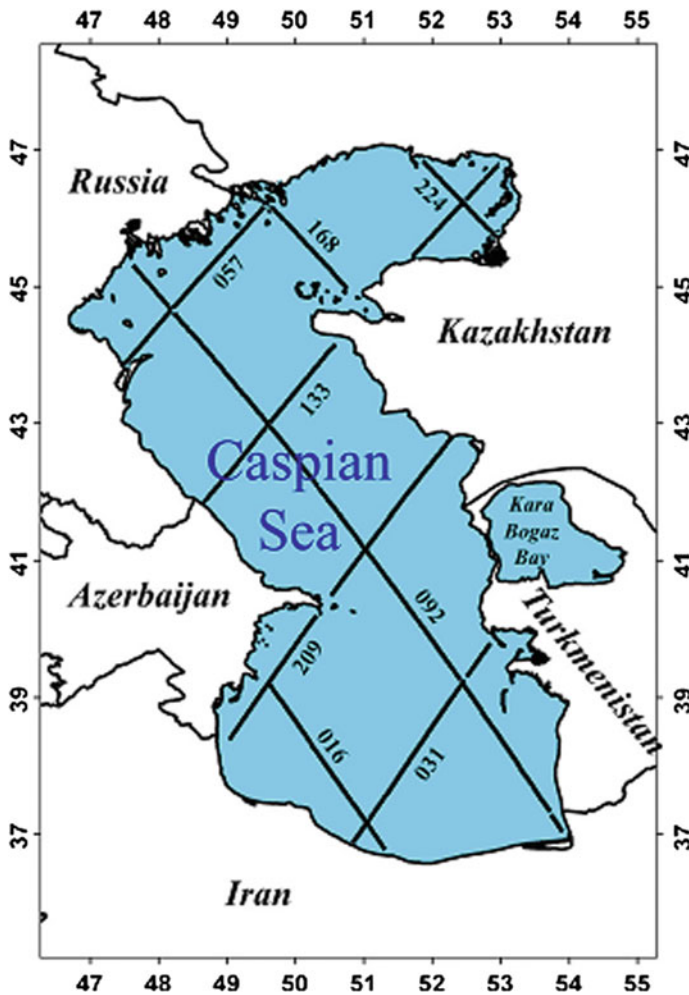 47 48 49 50 51 52 53 54 55
47
47
Russia
224
168
057
45
45
Kazakhstan
133
43
43
Caspian
Sea
Kara
Bogaz
Bay
41
41
Azerbaijan
092
Turkmenistan
209
39
39
016
031
37
37
Iran
47 48 49 50 51 52 53 54 55